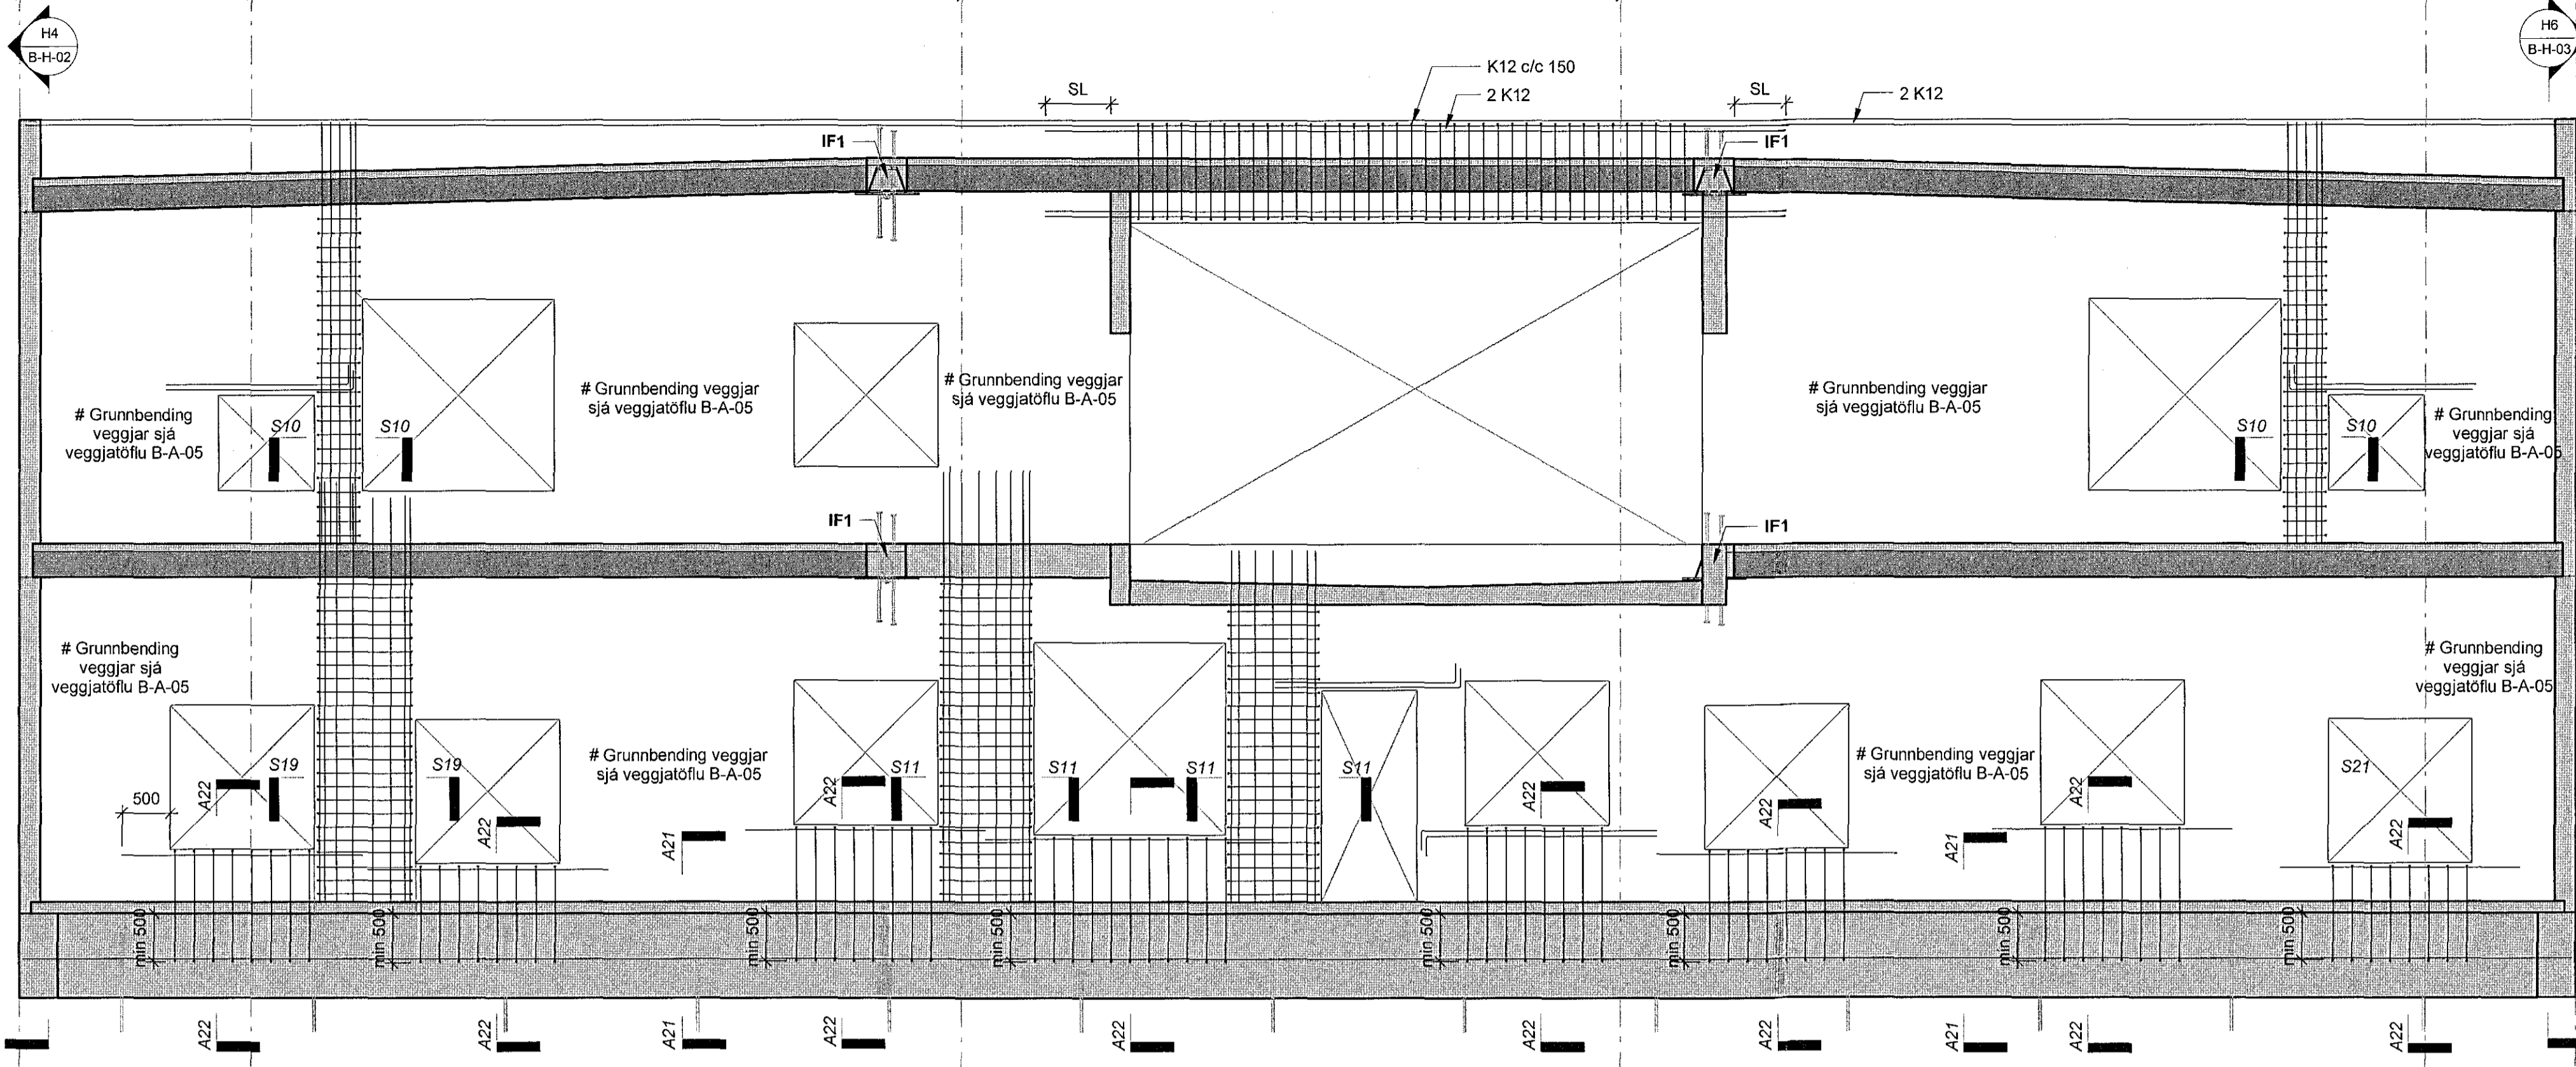 H4
B-H-02
H6
B-H-03
K12 c/c 150
2 K12
SL
SL
2 K12
IF1
IF1
# Grunnbending
veggjar sjá
veggjatöflu B-A-05
S10
S10
# Grunnbending veggjar
sjá veggjatöflu B-A-05
# Grunnbending veggjar
sjá veggjatöflu B-A-05
# Grunnbending veggjar
sjá veggjatöflu B-A-05
S10
S10
# Grunnbending
veggjar sjá
veggjatöflu B-A-05
IF1
IF1
# Grunnbending
veggjar sjá
veggjatöflu B-A-05
# Grunnbending
veggjar sjá
veggjatöflu B-A-05
500
A22
S19
S19
A22
# Grunnbending veggjar
sjá veggjatöflu B-A-05
A21
A22
S11
S11
S11
S11
A22
A22
# Grunnbending veggjar
sjá veggjatöflu B-A-05
A21
A22
S21
A22
min 500
min 500
min 500
min 500
min 500
min 500
min 500
min 500
A22
A22
A21
A22
A22
A22
A22
A21
A22
A22